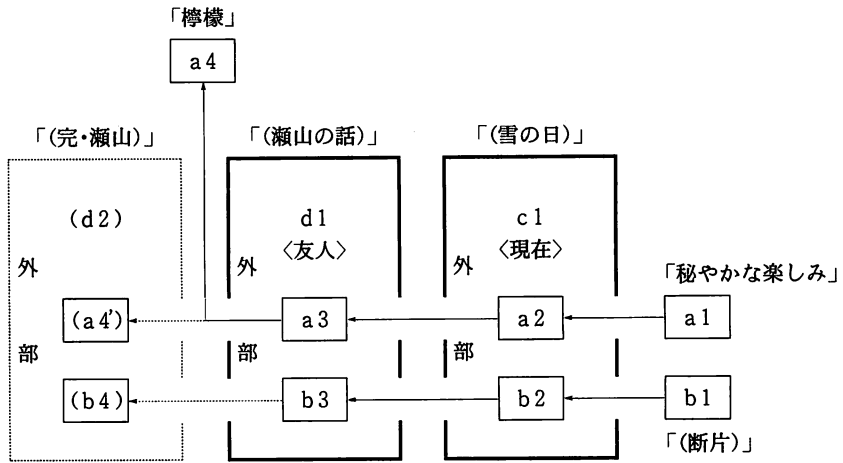 「檸檬」
a4
「(完・瀬山)」
「(瀬山の話)」
「(雪の日)」
(d2)
d1
〈友人〉
c1
〈現在〉
外
外
外
「秘やかな楽しみ」
(a4')
a3
a2
a1
部
部
部
(b4)
b3
b2
b1
「(断片)」